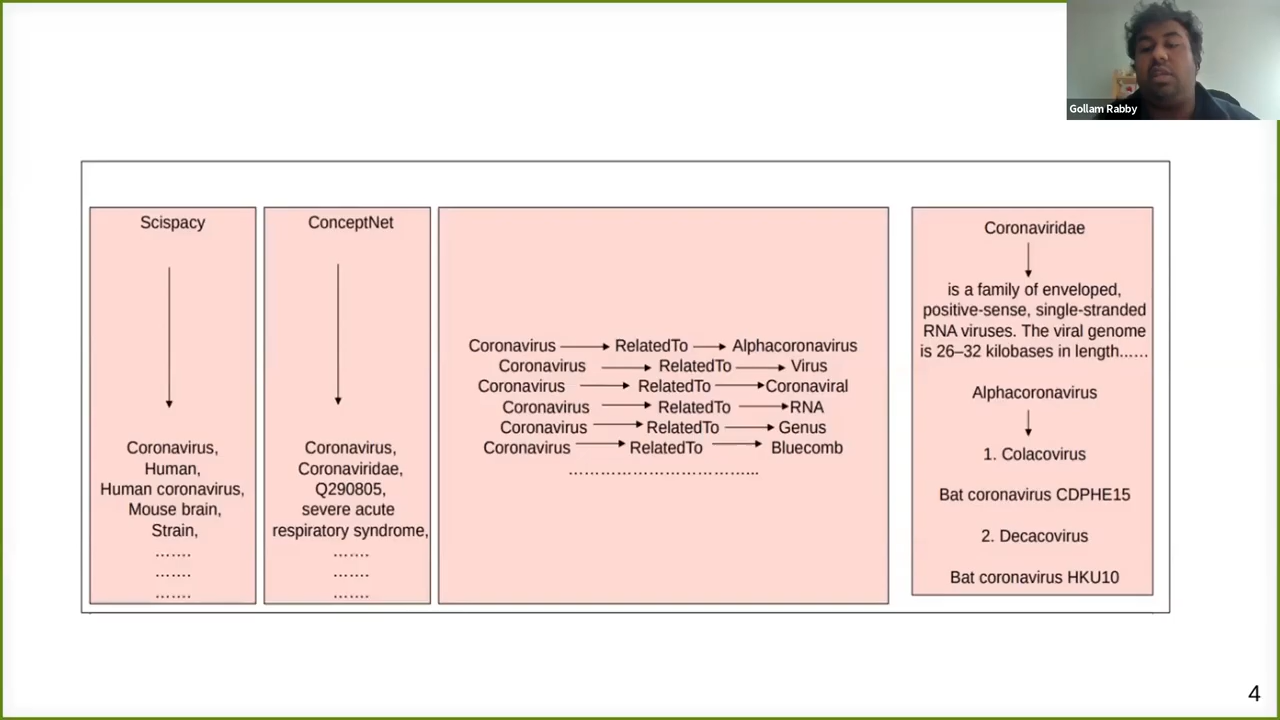 Gollam Rabby
Scispacy
Coronavirus,
Human,
Human coronavirus,
Mouse brain,
Strain,
…….
…….
…….
ConceptNet
Coronavirus,
Coronaviridae,
Q290805,
severe acute
respiratory syndrome,
…….
…….
…….
Coronavirus RelatedTo Alphacoronavirus
Coronavirus RelatedTo Virus
Coronavirus RelatedTo Coronaviral
Coronavirus RelatedTo RNA
Coronavirus RelatedTo Genus
Coronavirus RelatedTo Bluecomb
……………………………...
Coronaviridae
is a family of enveloped,
positive-sense, single-stranded
RNA viruses. The viral genome
is 26–32 kilobases in length……
Alphacoronavirus
1. Colacovirus
Bat coronavirus CDPHE15
2. Decacovirus
Bat coronavirus HKU10
4